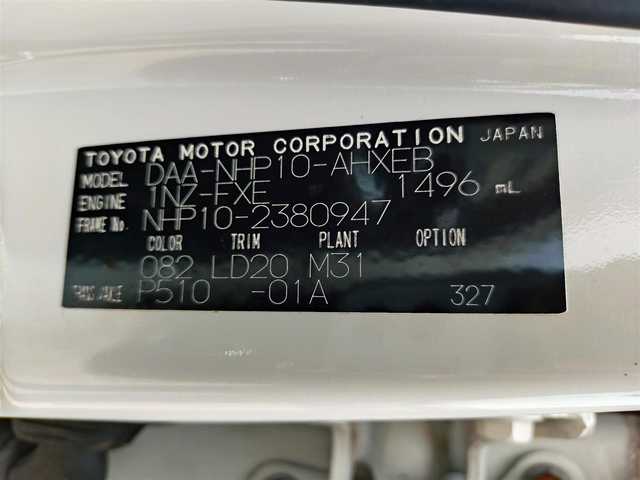 TOYOTA MOTOR CORPORATION JAPAN
MODEL DAA-NHP10-AHXEB
ENGINE 1NZ-FXE 1496 mL
FRAME No. NHP10-2380947
COLOR TRIM PLANT OPTION
082 LD20 M31
TRANS/AXLE P510 -01A 327